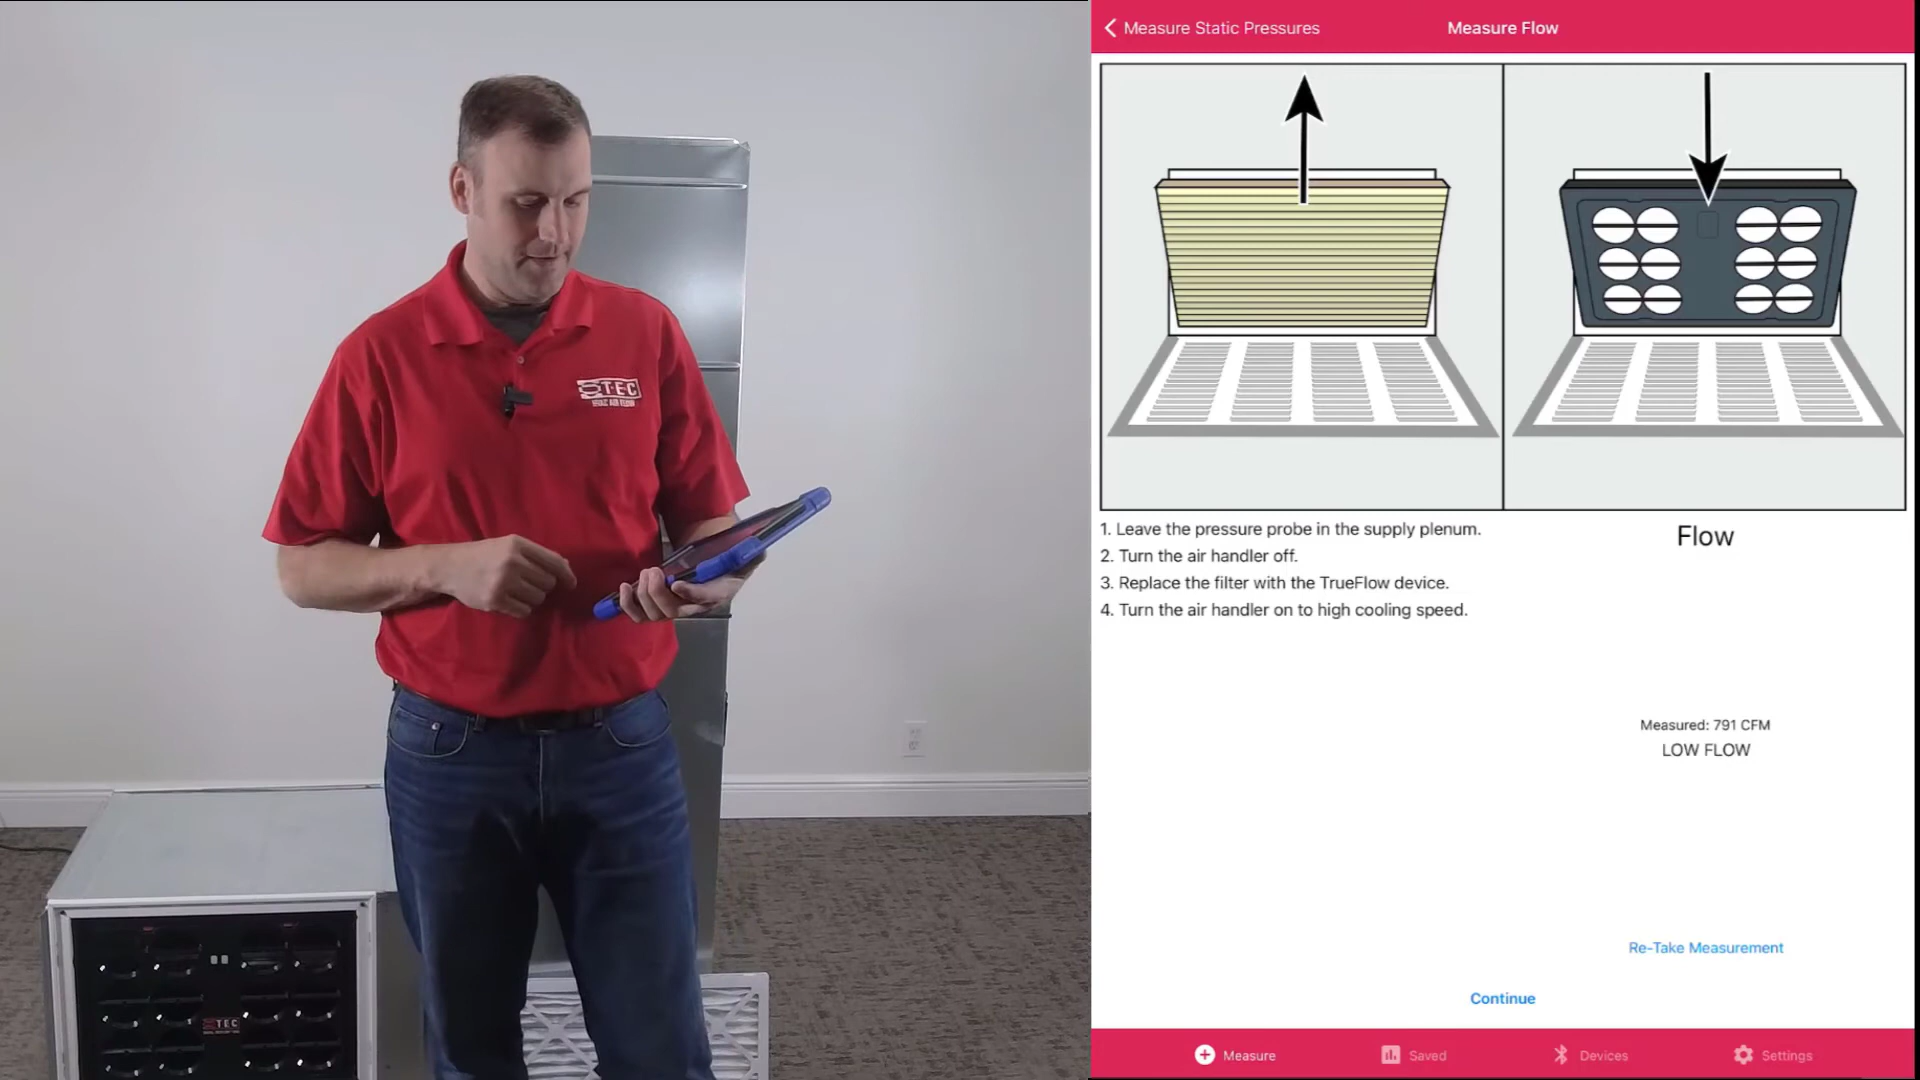 Measure Static Pressures
Measure Flow
TEC
1. Leave the pressure probe in the supply plenum.
2. Turn the air handler off.
3. Replace the filter with the TrueFlow device.
4. Turn the air handler on to high cooling speed.
Flow
Measured: 791 CFM
LOW FLOW
Re-Take Measurement
Continue
TEC
Measure
Saved
Devices
Settings